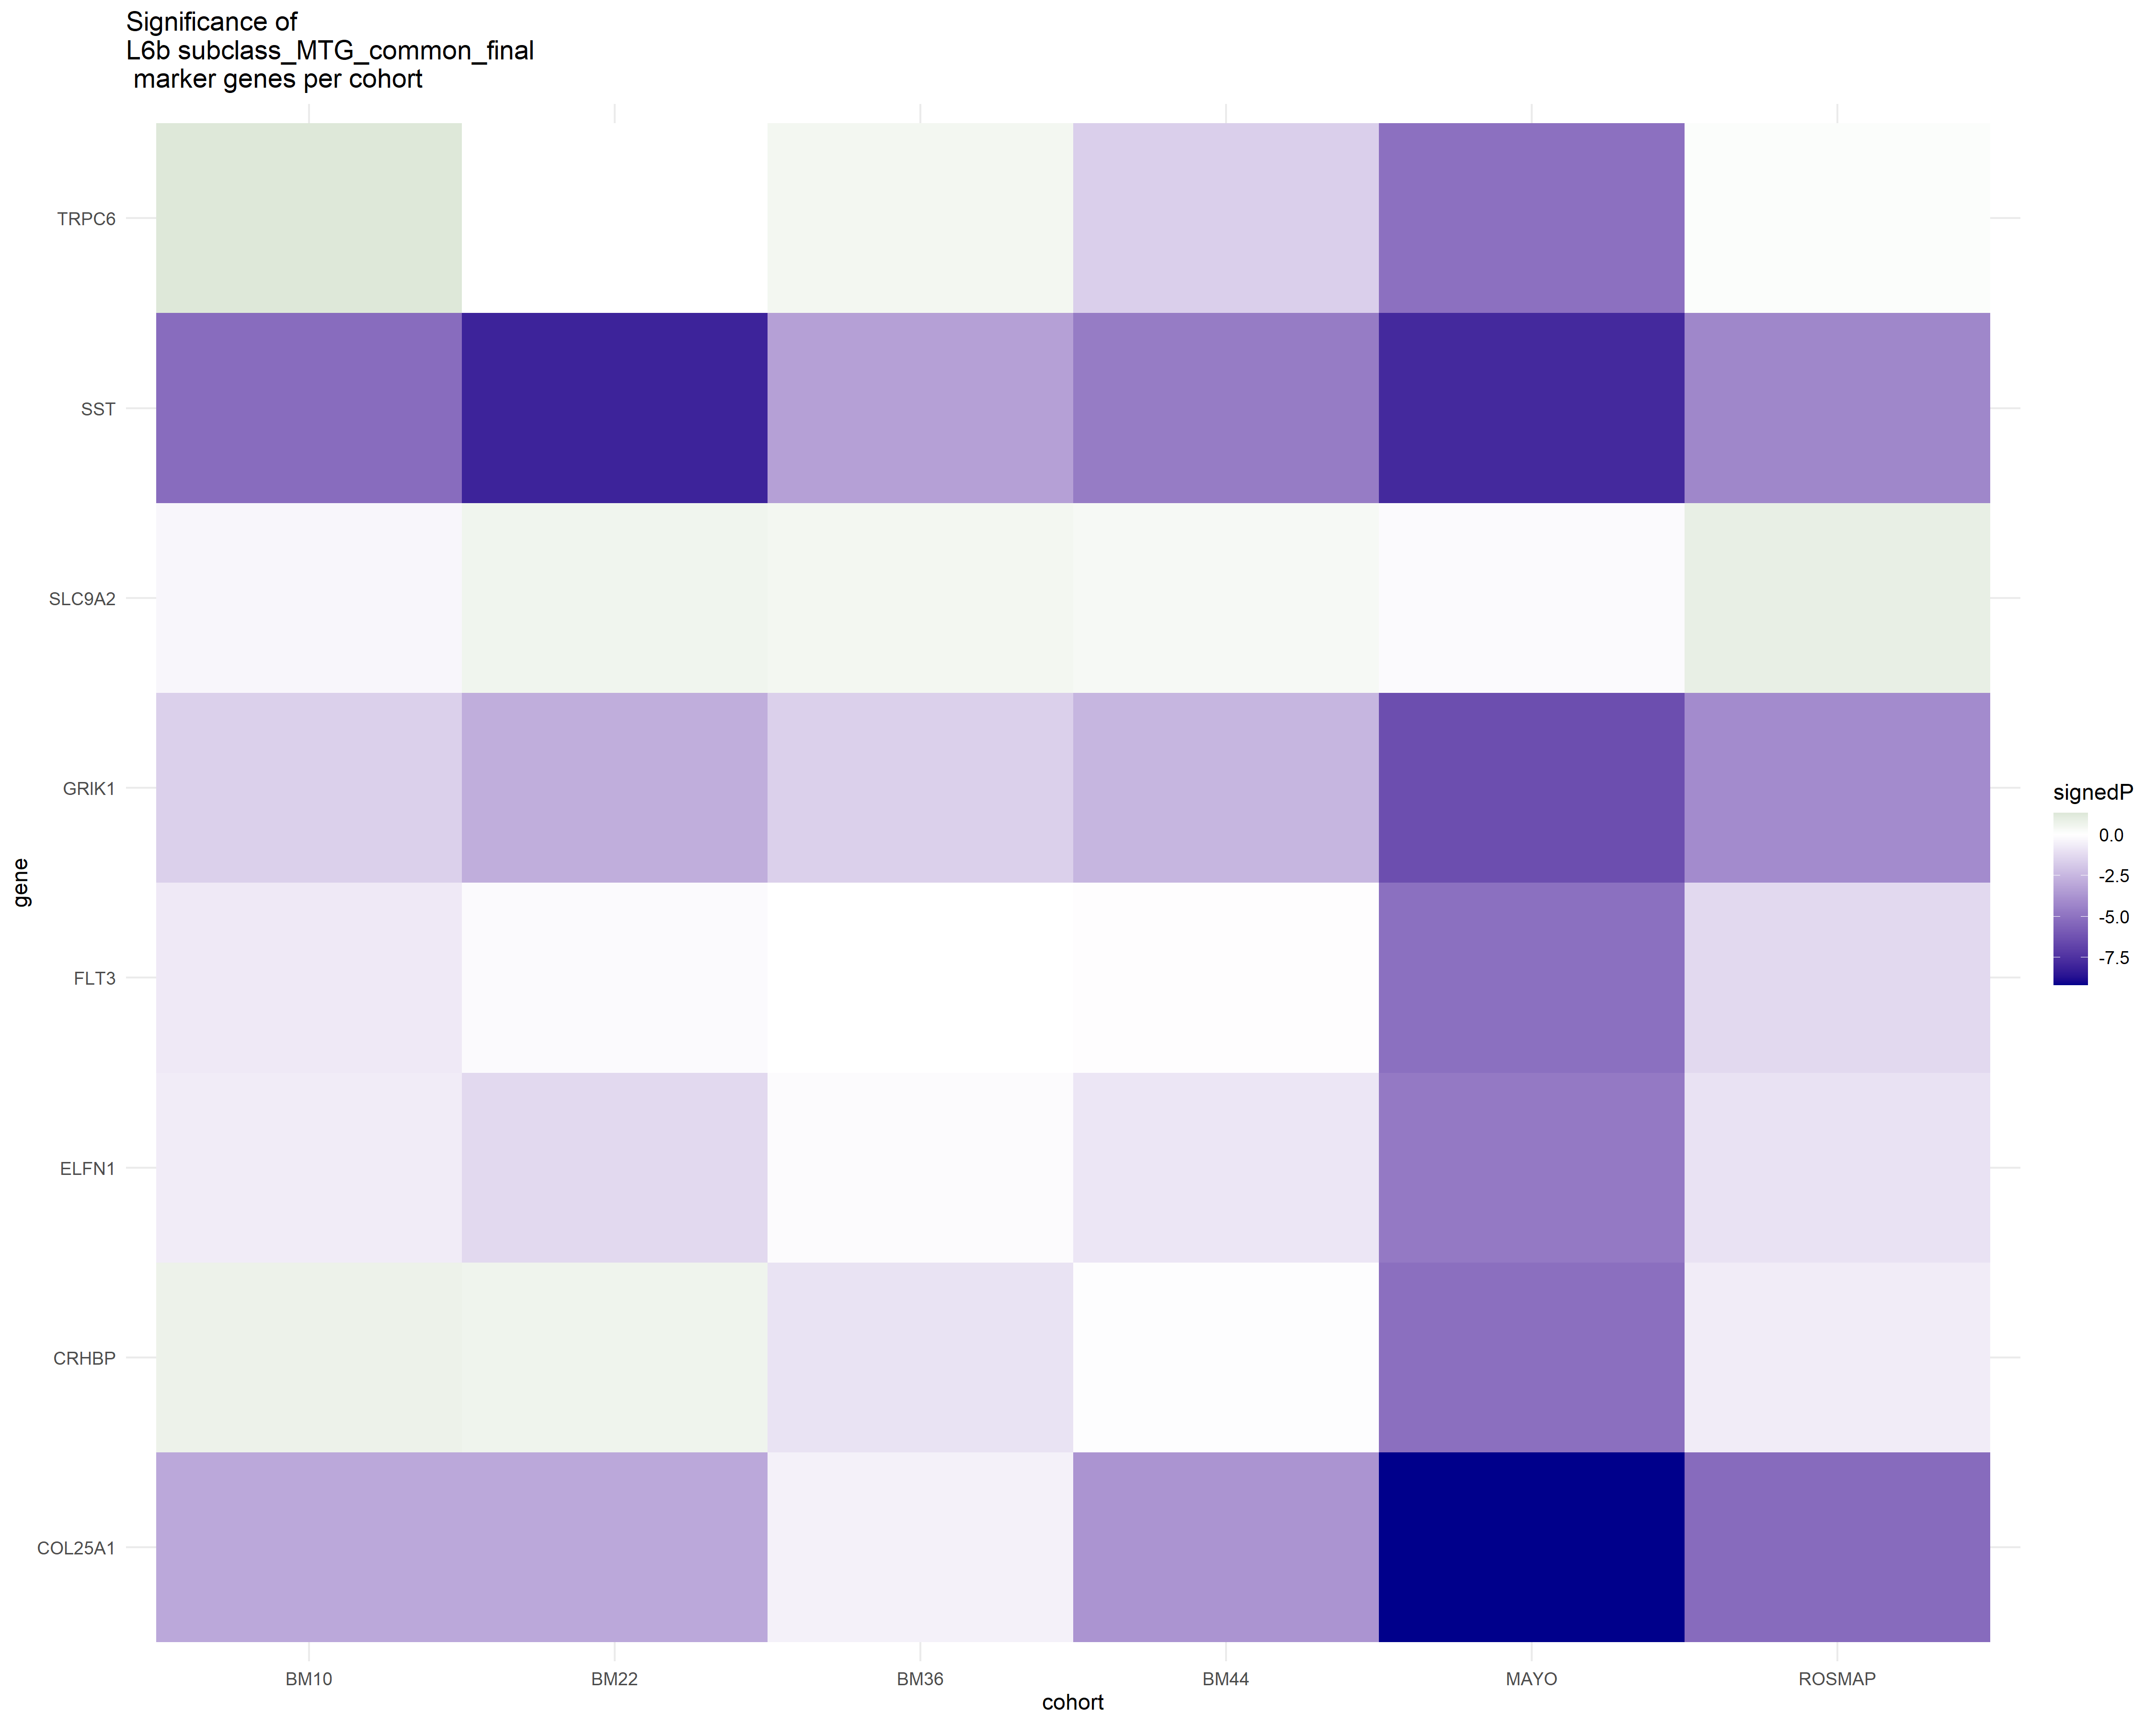 Significance of
L6b subclass_MTG_common_final
marker genes per cohort
TRPC6
SST
SLC9A2
GRIK1
FLT3
ELFN1
CRHBP
COL25A1
gene
BM10
BM22
BM36
BM44
MAYO
ROSMAP
cohort
signedP
0.0
-2.5
-5.0
-7.5